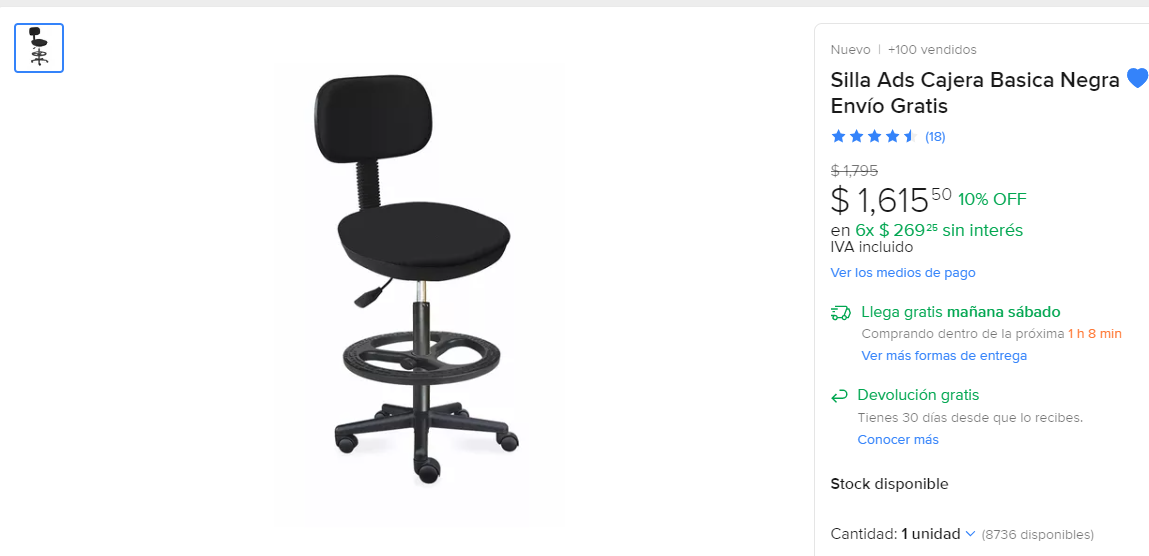 Nuevo | +100 vendidos
Silla Ads Cajera Basica Negra
Envío Gratis
(18)
$ 1,795
$ 1,615 50 10% OFF
en 6x $ 269 25 sin interés
IVA incluido
Ver los medios de pago
Llega gratis mañana sábado
Comprando dentro de la próxima 1 h 8 min
Ver más formas de entrega
Devolución gratis
Tienes 30 días desde que lo recibes.
Conocer más
Stock disponible
Cantidad: 1 unidad (8736 disponibles)